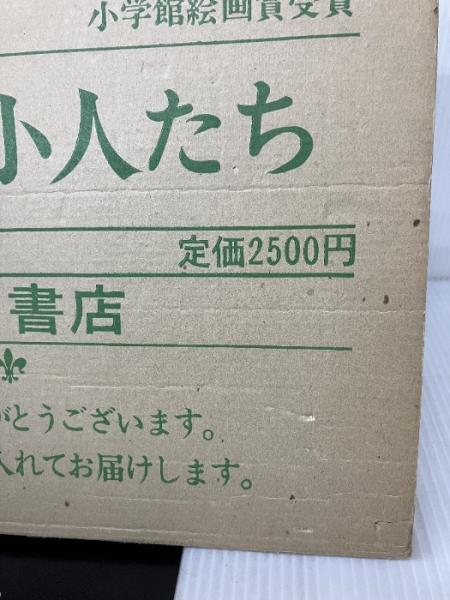 小学館絵画賞受賞
小人たち
定価2500円
書店
がとうございます。
入れてお届けします。